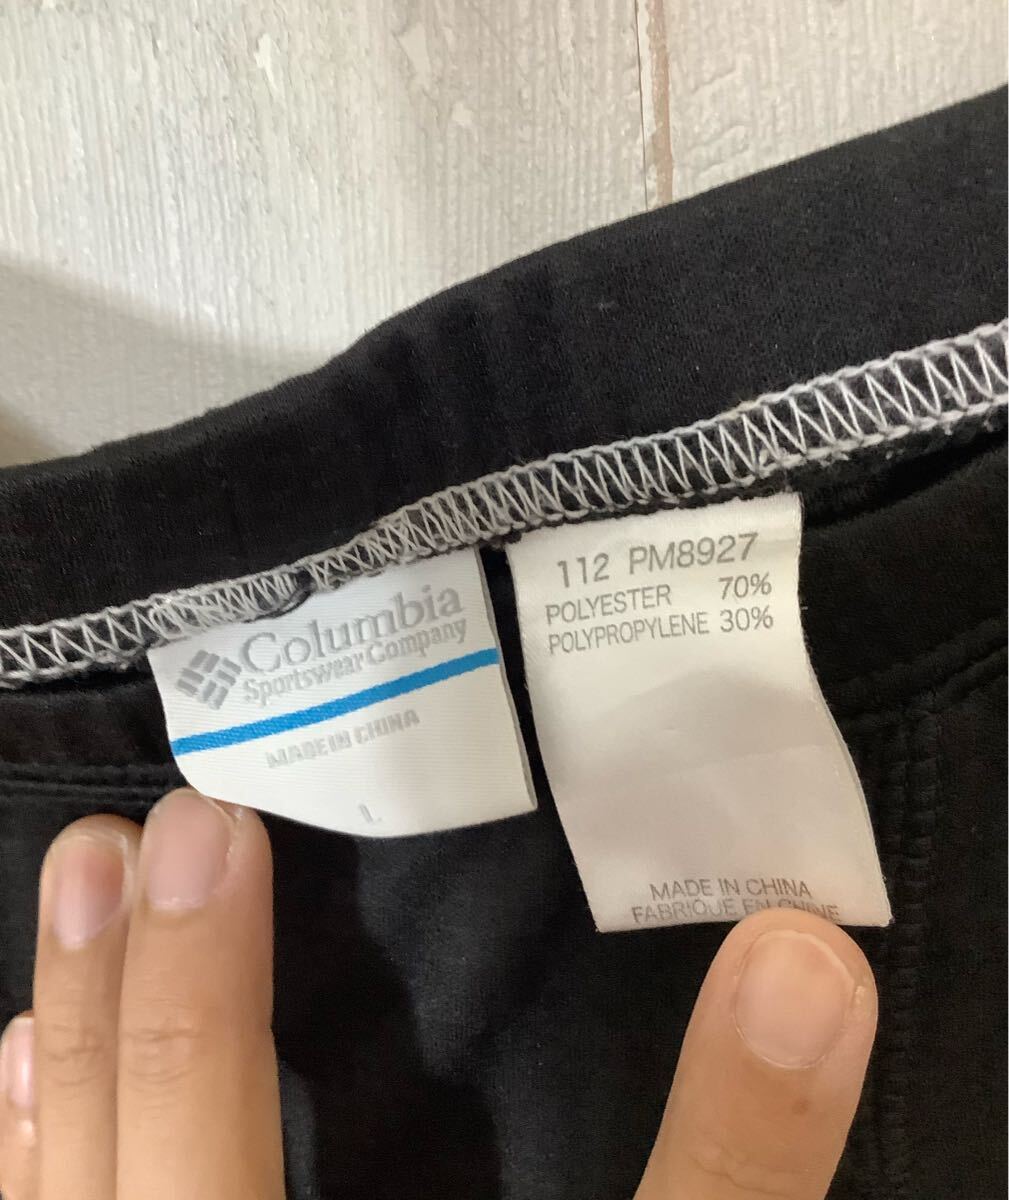 Columbia
Sportswear Company
MADE IN CHINA
L
112 PM8927
POLYESTER 70%
POLYPROPYLENE 30%
MADE IN CHINA
FABRIQUE EN CHINE